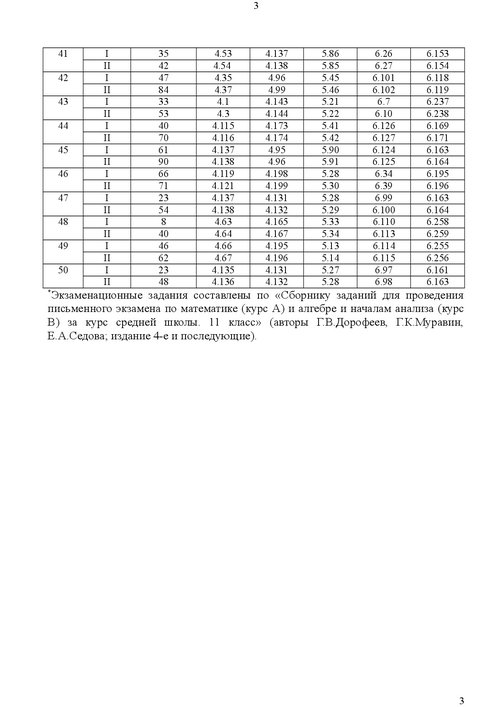 3
41 I 35 4.53 4.137 5.86 6.26 6.153
II 42 4.54 4.138 5.85 6.27 6.154
42 I 47 4.35 4.96 5.45 6.101 6.118
II 84 4.37 4.99 5.46 6.102 6.119
43 I 33 4.1 4.143 5.21 6.7 6.237
II 53 4.3 4.144 5.22 6.10 6.238
44 I 40 4.115 4.173 5.41 6.126 6.169
II 70 4.116 4.174 5.42 6.127 6.171
45 I 61 4.137 4.95 5.90 6.124 6.163
II 90 4.138 4.96 5.91 6.125 6.164
46 I 66 4.119 4.198 5.28 6.34 6.195
II 71 4.121 4.199 5.30 6.39 6.196
47 I 23 4.137 4.131 5.28 6.99 6.163
II 54 4.138 4.132 5.29 6.100 6.164
48 I 8 4.63 4.165 5.33 6.110 6.258
II 40 4.64 4.167 5.34 6.113 6.259
49 I 46 4.66 4.195 5.13 6.114 6.255
II 62 4.67 4.196 5.14 6.115 6.256
50 I 23 4.135 4.131 5.27 6.97 6.161
II 48 4.136 4.132 5.28 6.98 6.163
*Экзаменационные задания составлены по «Сборнику заданий для проведения
письменного экзамена по математике (курс А) и алгебре и началам анализа (курс
В) за курс средней школы. 11 класс» (авторы Г.В.Дорофеев, Г.К.Муравин,
Е.А.Седова; издание 4-е и последующие).
3